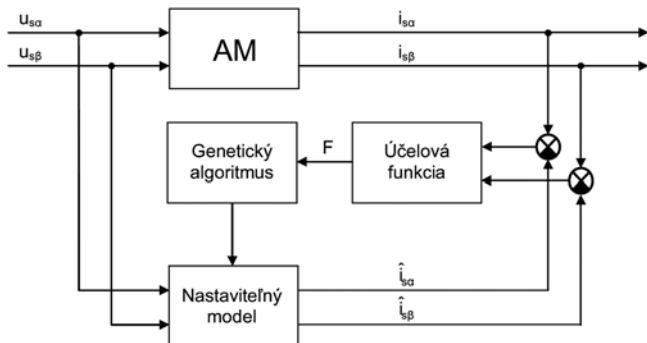 u_sα
i_sα
AM
u_sβ
i_sβ
Genetický
algoritmus
F
Účelová
funkcia
î_sα
Nastaviteľný
model
î_sβ